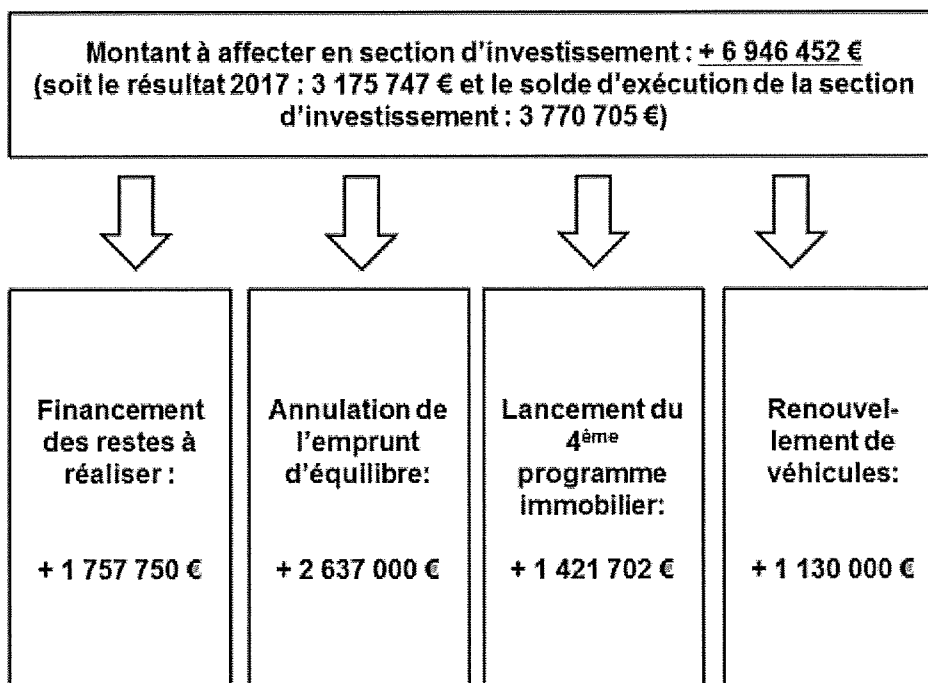 Montant à affecter en section d'investissement : + 6 946 452 €
(soit le résultat 2017 : 3 175 747 € et le solde d'exécution de la section
d'investissement : 3 770 705 €)
Financement
des restes à
réaliser :
+ 1 757 750 €
Annulation de
l'emprunt
d'équilibre:
+ 2 637 000 €
Lancement du
4ème
programme
immobilier:
+ 1 421 702 €
Renouvel-
lement de
véhicules:
+ 1 130 000 €